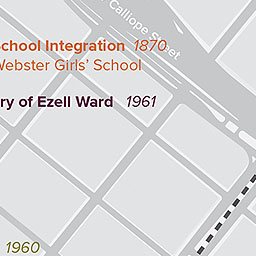 Calliope Street
School Integration 1870
Webster Girls' School
ry of Ezell Ward 1961
1960